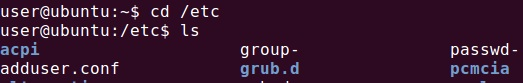 user@ubuntu:~$ cd /etc
user@ubuntu:/etc$ ls
acpi group- passwd-
adduser.conf grub.d pcmcia